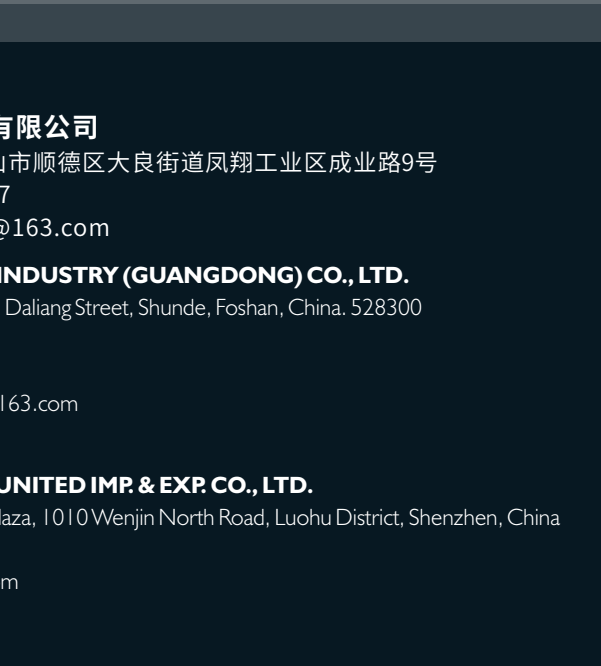 有限公司
山市顺德区大良街道凤翔工业区成业路9号
7
@163.com
INDUSTRY (GUANGDONG) CO., LTD.
Daliang Street, Shunde, Foshan, China. 528300
163.com
UNITED IMP. & EXP. CO., LTD.
laza, 1010 Wenjin North Road, Luohu District, Shenzhen, China
m